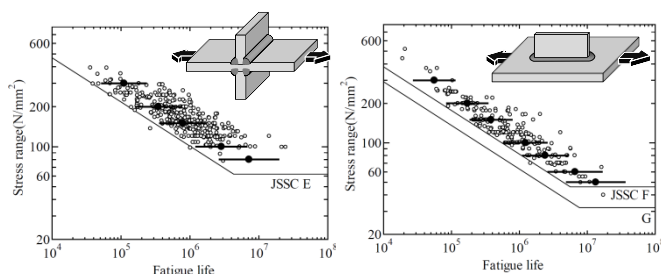 600
200
100
60
20
Stress range(N/mm²)
JSSC E
10⁴ 10⁵ 10⁶ 10⁷ 10⁸
Fatigue life
600
200
100
60
20
Stress range(N/mm²)
JSSC F
G
10⁴ 10⁵ 10⁶ 10⁷ 10⁸
Fatigue life